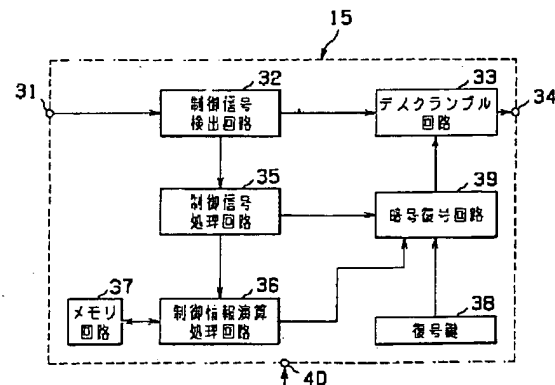 15
31
32
制御信号
検出回路
33
デスクランブル
回路
34
35
制御信号
処理回路
39
暗号復号回路
37
メモリ
回路
36
制御情報演算
処理回路
38
復号鍵
40